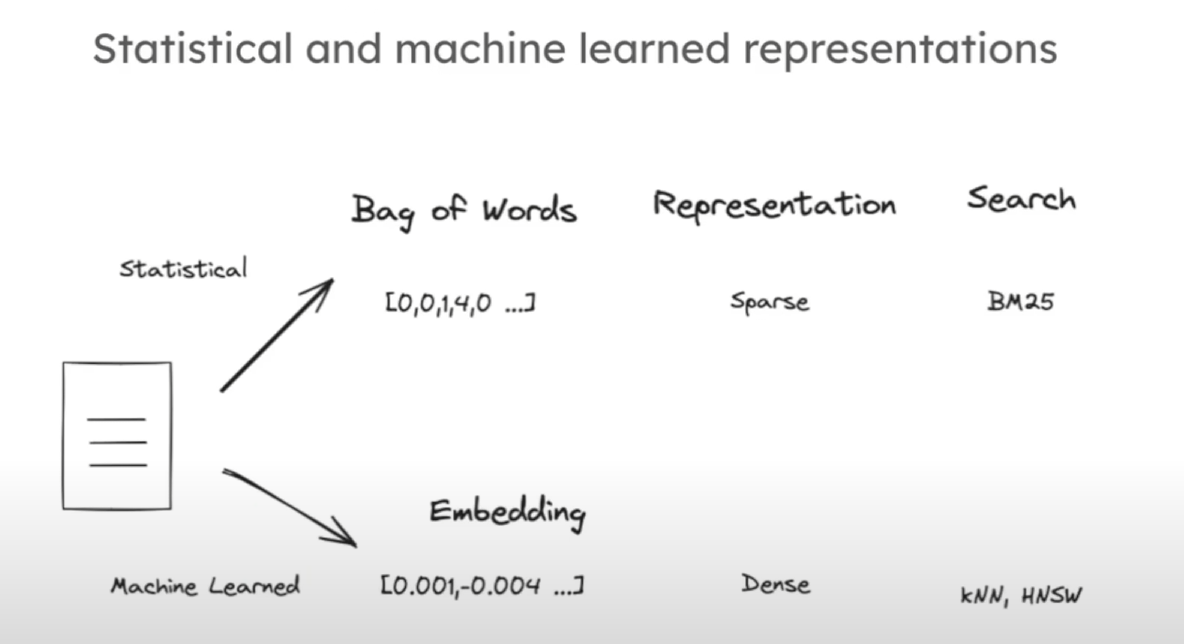 Statistical and machine learned representations
Bag of Words Representation Search
Statistical
[0,0,1,4,0 ...] Sparse BM25
Embedding
Machine Learned [0.001,-0.004 ...] Dense kNN, HNSW